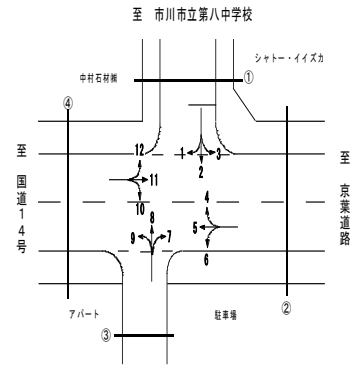 至 市川市立第八中学校
シャトー・イイズカ
中村石材㈱
①
④
12
1
3
2
至 国道14号
11
4
至 京葉道路
10
8
5
9
7
6
アパート
駐車場
②
③